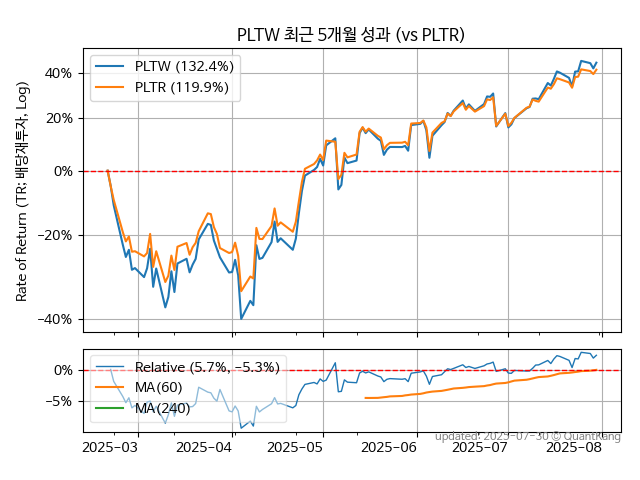 PLTW 최근 5개월 성과 (vs PLTR)
PLTW (132.4%)
PLTR (119.9%)
40%
20%
0%
−20%
−40%
Rate of Return (TR; 배당재투자, Log)
Relative (5.7%, −5.3%)
MA(60)
MA(240)
0%
−5%
updated: 2025-07-30 © QuantKang
2025-03
2025-04
2025-05
2025-06
2025-07
2025-08